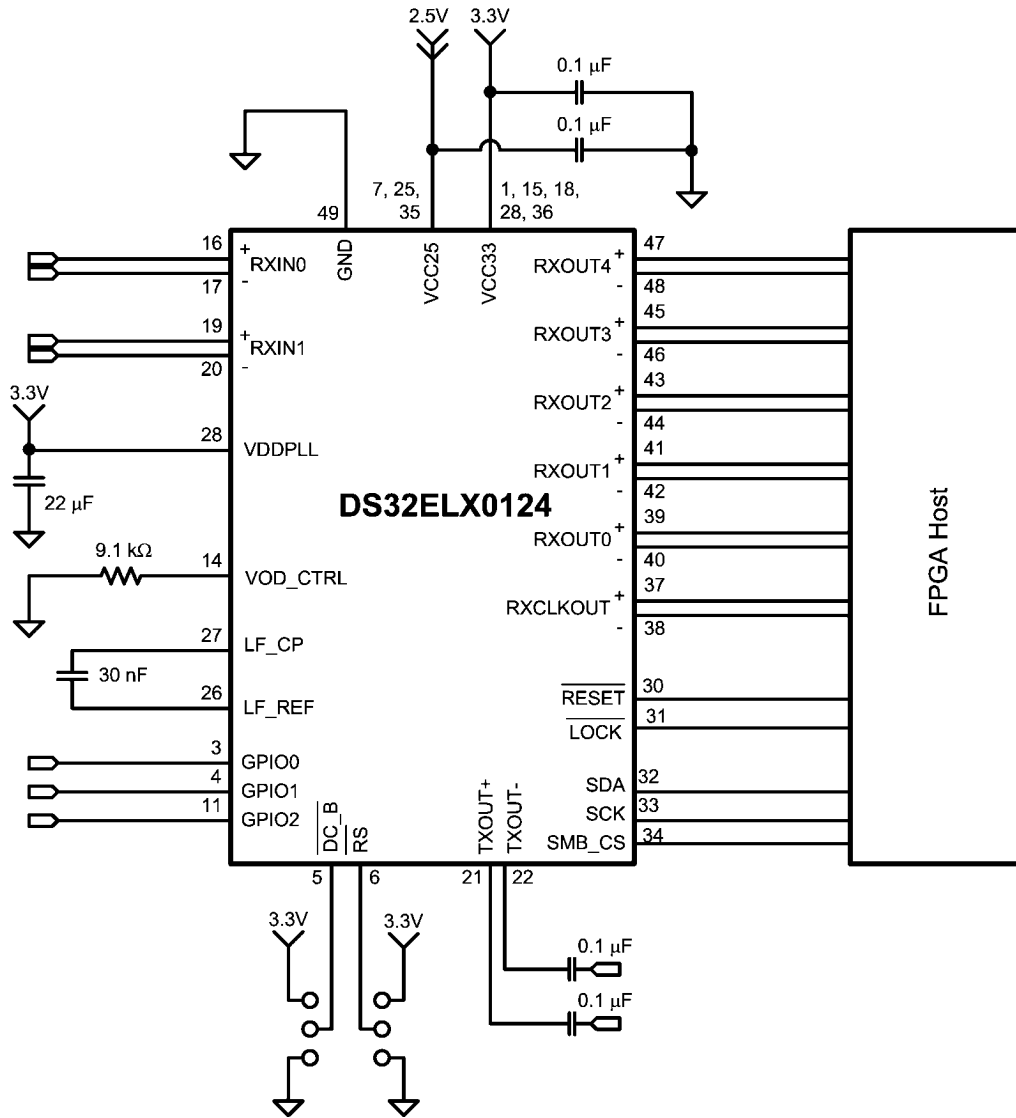 2.5V 3.3V
0.1 µF
0.1 µF
7, 25,
35
1, 15, 18,
28, 36
49
GND
VCC25
VCC33
16
+
RXIN0
-
17
19
+
RXIN1
-
20
3.3V
28
VDDPLL
22 µF
9.1 kΩ
14
VOD_CTRL
27
LF_CP
30 nF
26
LF_REF
3
GPIO0
4
GPIO1
11
GPIO2
DS32ELX0124
47
RXOUT4 +
-
48
45
RXOUT3 +
-
46
43
RXOUT2 +
-
44
41
RXOUT1 +
-
42
39
RXOUT0 +
-
40
37
RXCLKOUT +
-
38
RESET
30
LOCK
31
SDA
32
SCK
33
SMB_CS
34
FPGA Host
DC_B
RS
5
6
TXOUT+
TXOUT-
21
22
3.3V
3.3V
0.1 µF
0.1 µF